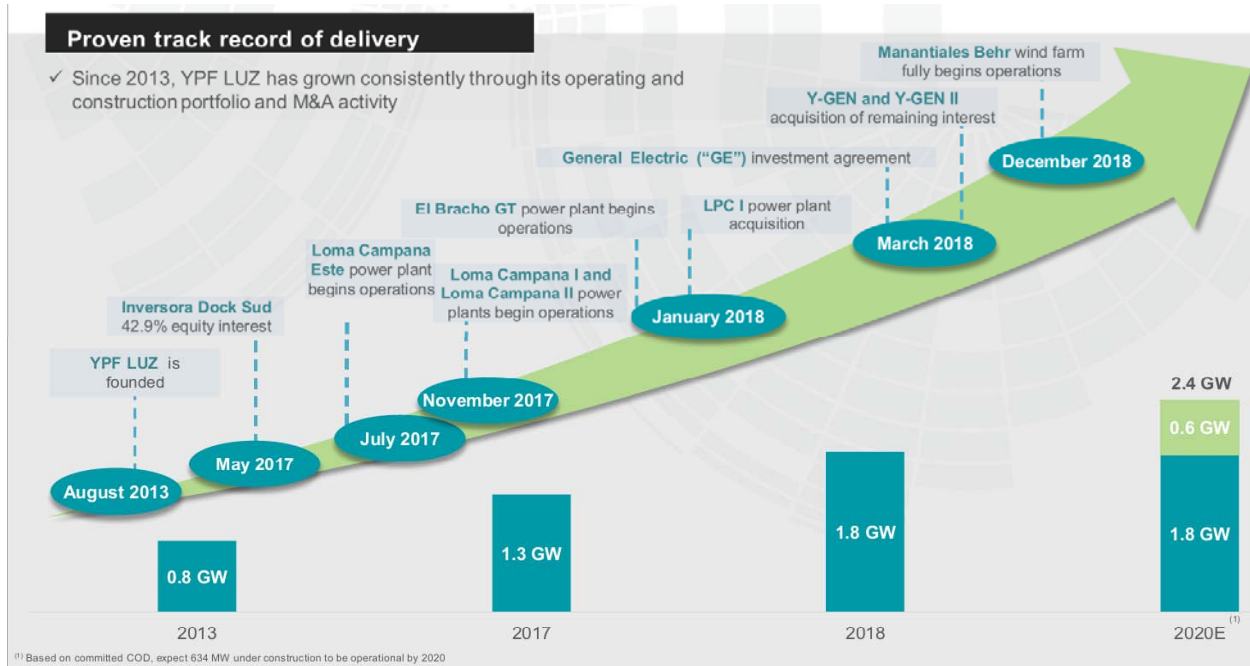 Proven track record of delivery
✓ Since 2013, YPF LUZ has grown consistently through its operating and
construction portfolio and M&A activity
Manantiales Behr wind farm
fully begins operations
Y-GEN and Y-GEN II
acquisition of remaining interest
General Electric (“GE”) investment agreement
December 2018
El Bracho GT power plant begins
operations
LPC I power plant
acquisition
March 2018
Loma Campana
Este power plant
begins operations
Loma Campana I and
Loma Campana II power
plants begin operations
January 2018
Inversora Dock Sud
42.9% equity interest
YPF LUZ is
founded
November 2017
July 2017
May 2017
August 2013
2.4 GW
0.6 GW
0.8 GW
1.3 GW
1.8 GW
1.8 GW
2013
2017
2018
2020E (1)
(1) Based on committed COD, expect 634 MW under construction to be operational by 2020